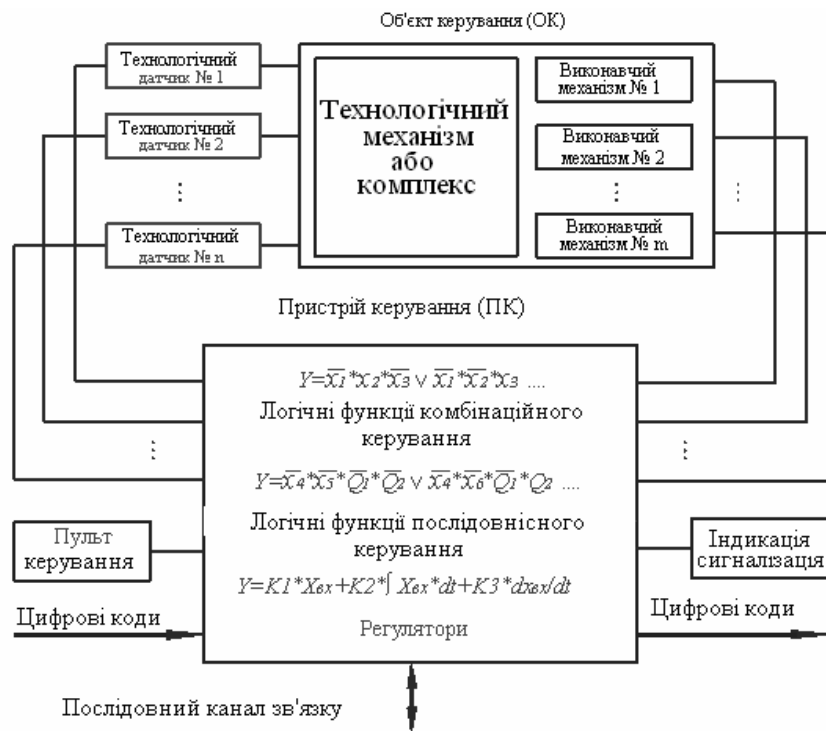 Об'єкт керування (ОК)
Технологічний
датчик № 1
Технологічний
датчик № 2
⋮
Технологічний
датчик № n
Технологічний
механізм
або
комплекс
Виконавчий
механізм № 1
Виконавчий
механізм № 2
⋮
Виконавчий
механізм № m
⋮
Пристрій керування (ПК)
Y=x̅₁*x₂*x̅₃ ∨ x̅₁*x̅₂*x₃ ....
Логічні функції комбінаційного
керування
Y=x̅₄*x̅₅*Q̅₁*Q̅₂ ∨ x̅₄*x̅₆*Q̅₁*Q₂ ....
Логічні функції послідовнісного
керування
Y=K1*Xвх+K2*∫ Xвх*dt+K3*dxвх/dt
Регулятори
⋮
⋮
Пульт
керування
Цифрові коди
Індикація
сигналізація
Цифрові коди
Послідовний канал зв'язку